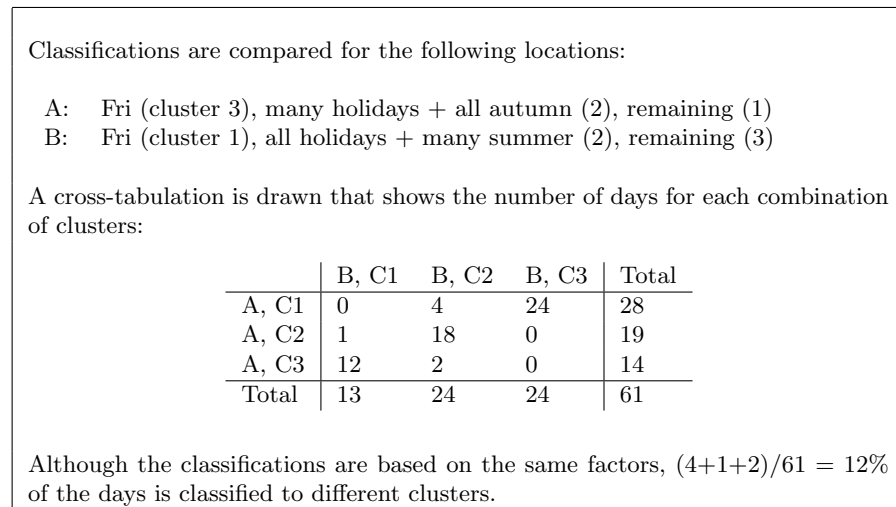 Classifications are compared for the following locations:
A: Fri (cluster 3), many holidays + all autumn (2), remaining (1)
B: Fri (cluster 1), all holidays + many summer (2), remaining (3)
A cross-tabulation is drawn that shows the number of days for each combination
of clusters:
B, C1 B, C2 B, C3 Total
A, C1 0 4 24 28
A, C2 1 18 0 19
A, C3 12 2 0 14
Total 13 24 24 61
Although the classifications are based on the same factors, (4+1+2)/61 = 12%
of the days is classified to different clusters.